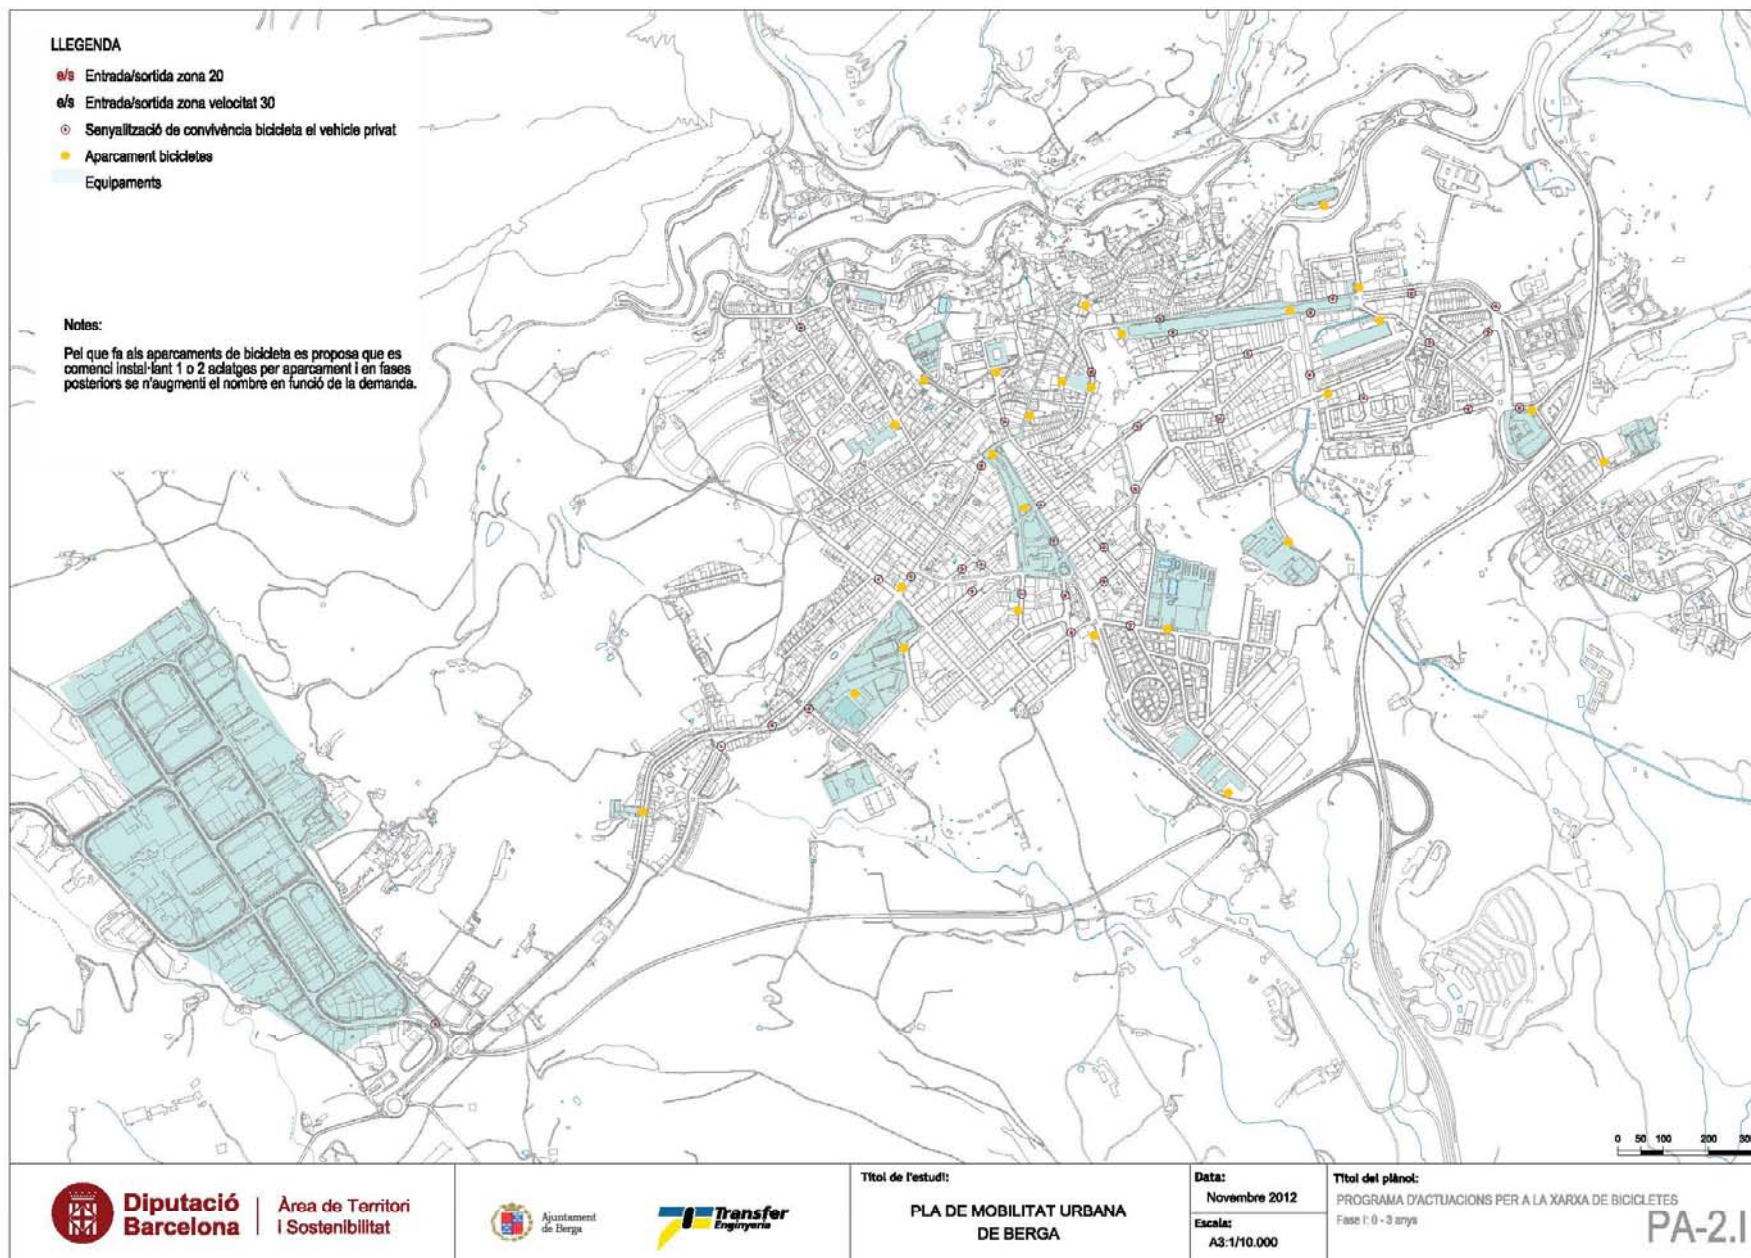 LLEGENDA
e/s Entrada/sortida zona 20
e/s Entrada/sortida zona velocitat 30
Senyalització de convivència bicicleta el vehicle privat
Aparcament bicicletes
Equipaments
Notes:
Pel que fa als aparcaments de bicicleta es proposa que es
comenci instal·lant 1 o 2 aclatges per aparcament i en fases
posteriors se n'augmenti el nombre en funció de la demanda.
0 50 100 200 300
Diputació
Barcelona
Àrea de Territori
i Sostenibilitat
Ajuntament
de Berga
Transfer
Enginyeria
Títol de l'estudi:
PLA DE MOBILITAT URBANA
DE BERGA
Data:
Novembre 2012
Escala:
A3:1/10.000
Títol del plànol:
PROGRAMA D'ACTUACIONS PER A LA XARXA DE BICICLETES
Fase I: 0 - 3 anys
PA-2.I